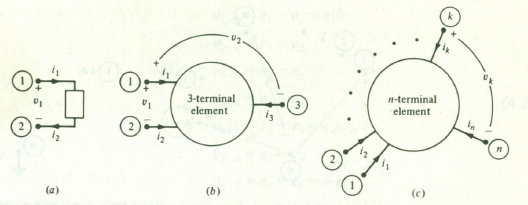 1 i₁
+
v₁
−
2 i₂
(a)
+ v₂
1 i₁
+
v₁
−
2 i₂
3-terminal
element
−
i₃ 3
(b)
k
+
iₖ
vₖ
n-terminal
element
−
iₙ n
2 i₂
1 i₁
(c)